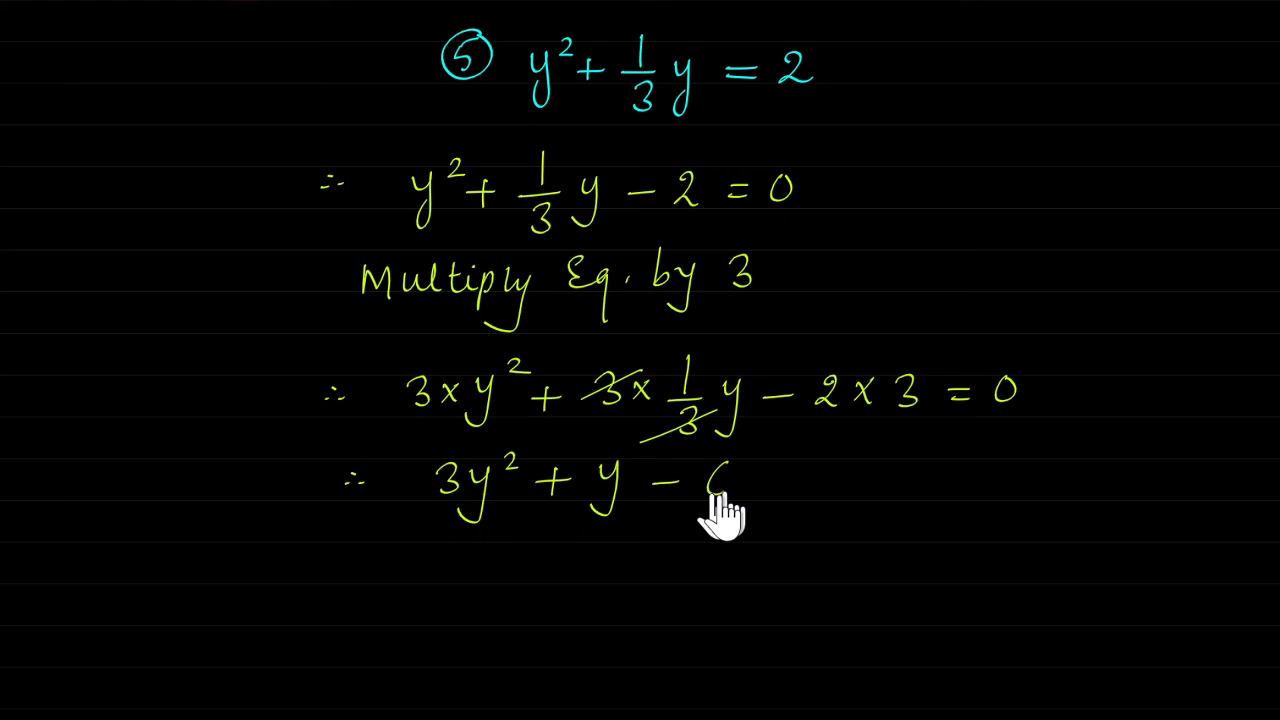 ⑤ y² + 1/3 y = 2
∴ y² + 1/3 y - 2 = 0
Multiply Eq. by 3
∴ 3 × y² + 3 × 1/3 y - 2 × 3 = 0
∴ 3y² + y -